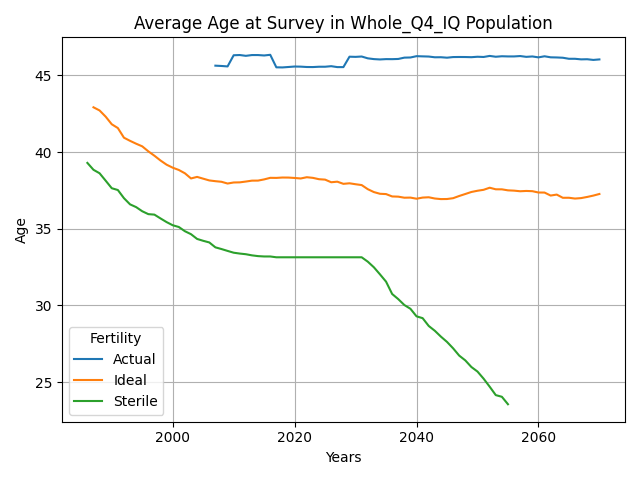 Average Age at Survey in Whole_Q4_IQ Population
Age
45
40
35
30
25
Fertility
Actual
Ideal
Sterile
2000 2020 2040 2060
Years